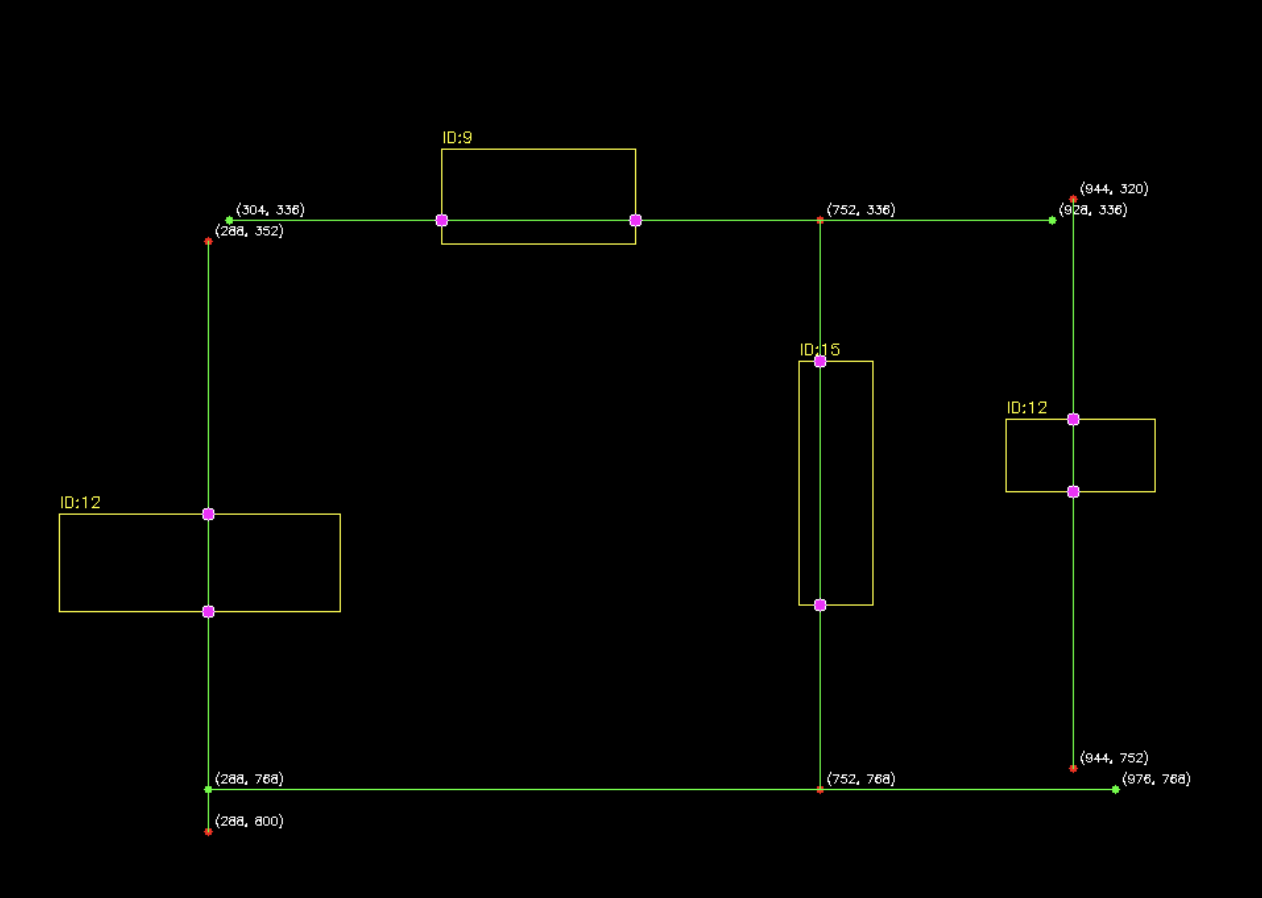 ID:9
(944, 320)
(304, 336)
(752, 336)
(928, 336)
(288, 352)
ID:15
ID:12
ID:12
(944, 752)
(288, 768)
(752, 768)
(976, 768)
(288, 800)